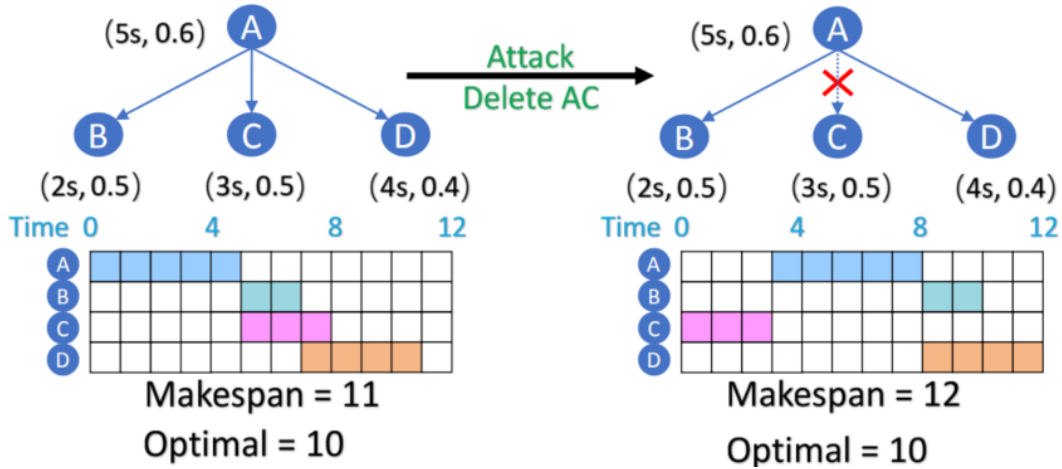 (5s, 0.6) A
B C D
(2s, 0.5) (3s, 0.5) (4s, 0.4)
Time 0 4 8 12
A
B
C
D
Makespan = 11
Optimal = 10
Attack
Delete AC
(5s, 0.6) A
B C D
(2s, 0.5) (3s, 0.5) (4s, 0.4)
Time 0 4 8 12
A
B
C
D
Makespan = 12
Optimal = 10